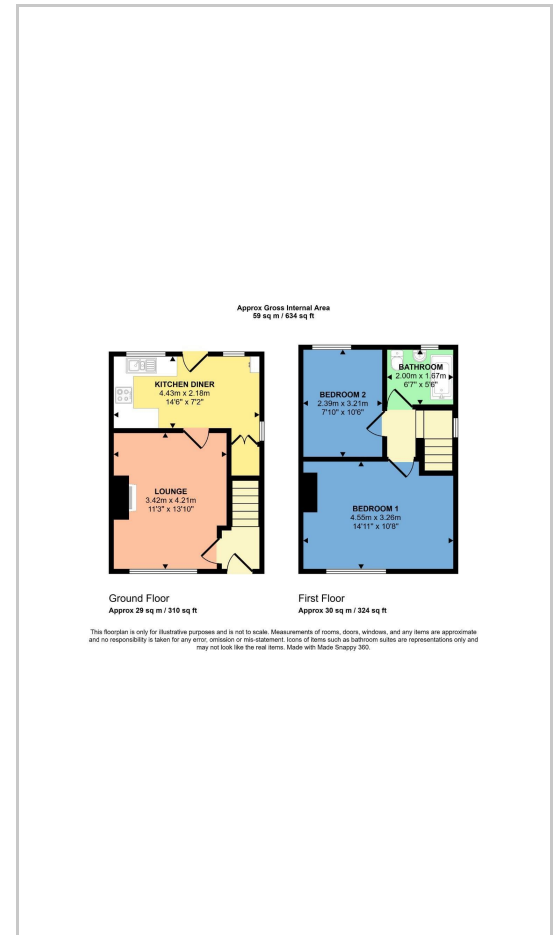 Approx Gross Internal Area
59 sq m / 634 sq ft
KITCHEN DINER
4.43m x 2.18m
14'6" x 7'2"
LOUNGE
3.42m x 4.21m
11'3" x 13'10"
BEDROOM 2
2.39m x 3.21m
7'10" x 10'6"
BATHROOM
2.00m x 1.67m
6'7" x 5'6"
BEDROOM 1
4.55m x 3.26m
14'11" x 10'8"
Ground Floor
Approx 29 sq m / 310 sq ft
First Floor
Approx 30 sq m / 324 sq ft
This floorplan is only for illustrative purposes and is not to scale. Measurements of rooms, doors, windows, and any items are approximate
and no responsibility is taken for any error, omission or mis-statement. Icons of items such as bathroom suites are representations only and
may not look like the real items. Made with Made Snappy 360.